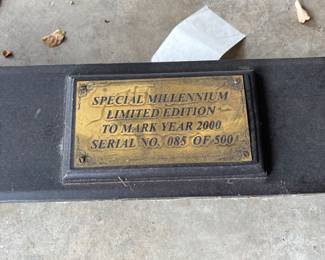 SPECIAL MILLENNIUM
LIMITED EDITION
TO MARK YEAR 2000
SERIAL NO. 085 OF 500